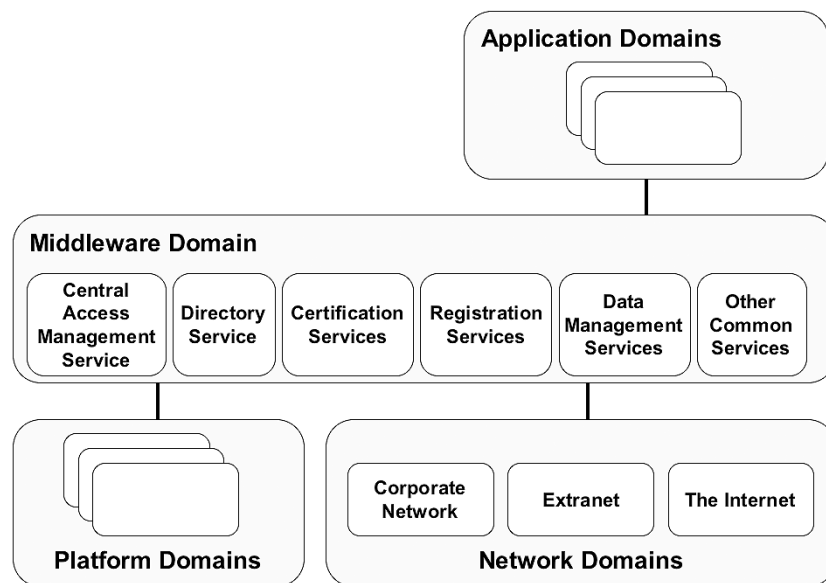 Application Domains
Middleware Domain
Central
Access
Management
Service
Directory
Service
Certification
Services
Registration
Services
Data
Management
Services
Other
Common
Services
Corporate
Network
Extranet
The Internet
Platform Domains
Network Domains